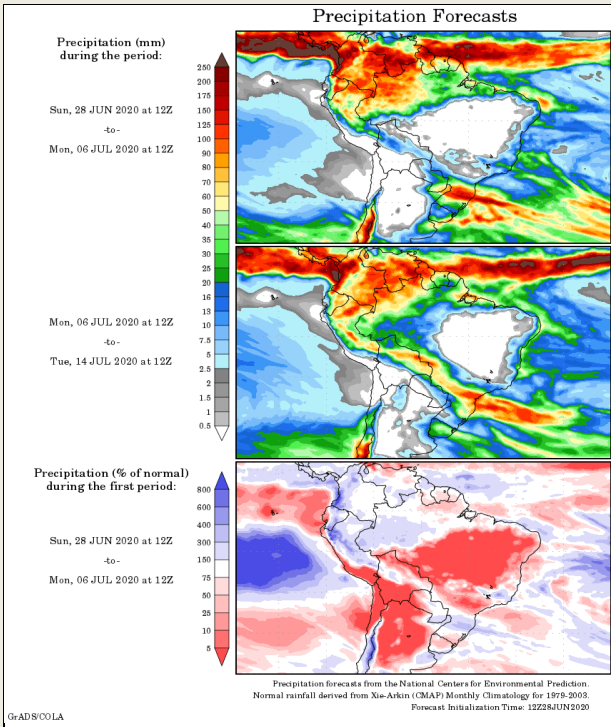 Precipitation Forecasts
Precipitation (mm)
during the period:
Sun, 28 JUN 2020 at 12Z
-to-
Mon, 06 JUL 2020 at 12Z
250
200
175
150
125
100
90
80
70
60
50
40
35
30
25
20
16
13
10
7.5
5
2.5
2
1.5
1
0.5
Mon, 06 JUL 2020 at 12Z
-to-
Tue, 14 JUL 2020 at 12Z
Precipitation (% of normal)
during the first period:
Sun, 28 JUN 2020 at 12Z
-to-
Mon, 06 JUL 2020 at 12Z
800
600
400
300
150
75
50
25
10
5
Precipitation forecasts from the National Centers for Environmental Prediction.
Normal rainfall derived from Xie-Arkin (CMAP) Monthly Climatology for 1979-2003.
Forecast Initialization Time: 12Z28JUN2020
GrADS/COLA